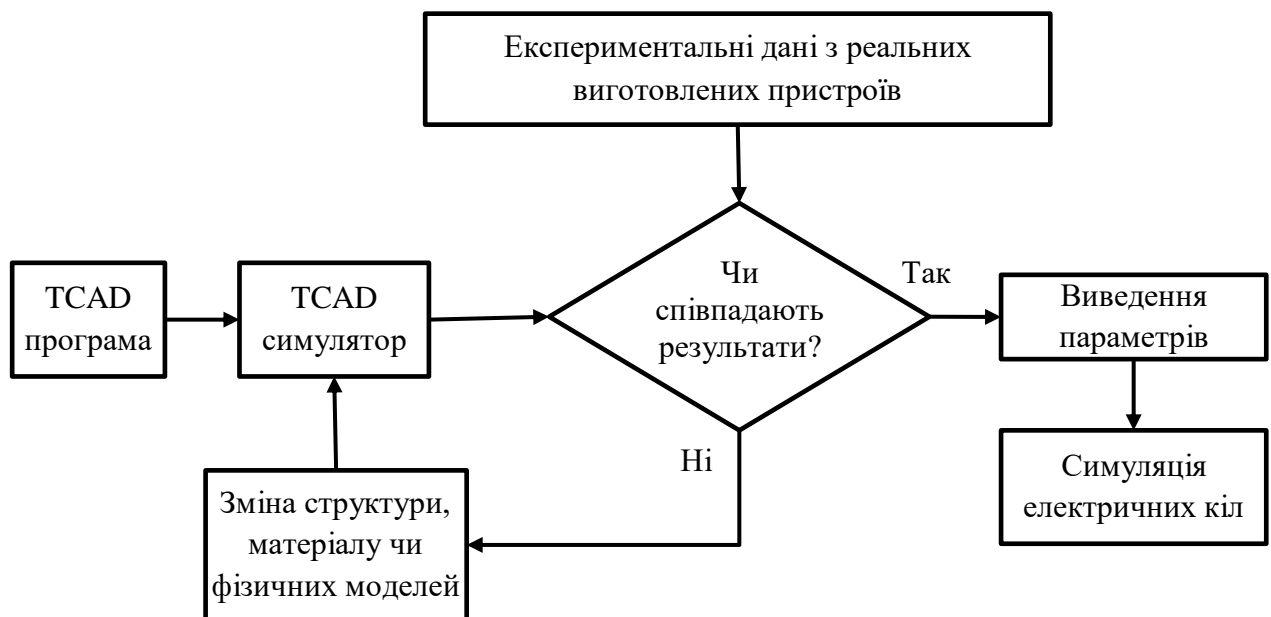 Експериментальні дані з реальних
виготовлених пристроїв
TCAD
програма
TCAD
симулятор
Чи
співпадають
результати?
Так
Виведення
параметрів
Ні
Зміна структури,
матеріалу чи
фізичних моделей
Симуляція
електричних кіл